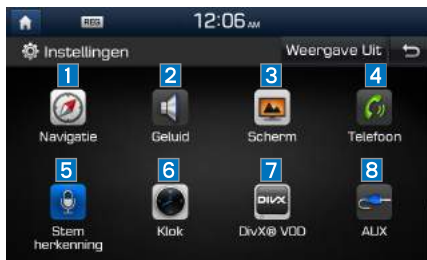 REG 12:06 AM
Instellingen Weergave Uit
1 2 3 4
Navigatie Geluid Scherm Telefoon
5 6 7 8
DIVX
Stem herkenning Klok DivX® VOD AUX